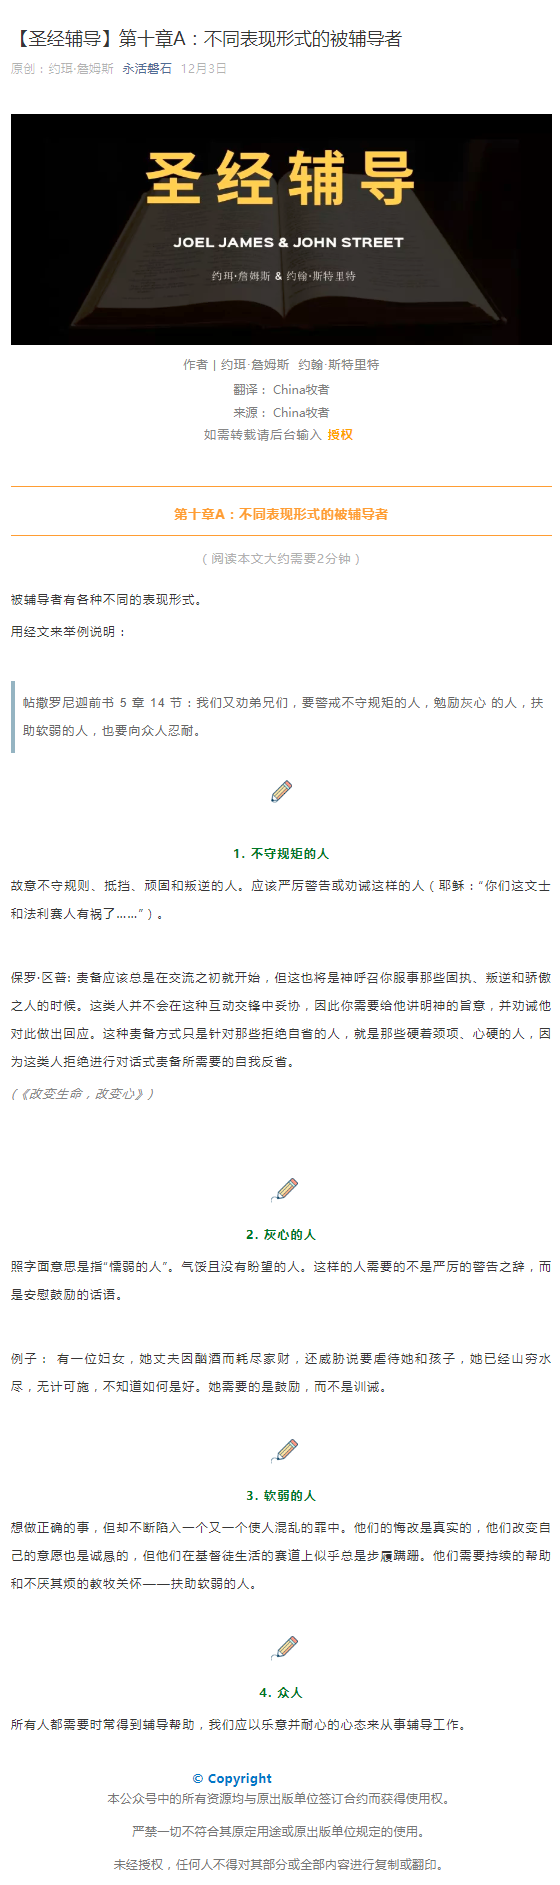 【圣经辅导】第十章A：不同表现形式的被辅导者
原创：约珥·詹姆斯 永活磐石 12月3日
圣经辅导
JOEL JAMES & JOHN STREET
约珥·詹姆斯 & 约翰·斯特里特
作者 | 约珥·詹姆斯 约翰·斯特里特
翻译： China牧者
来源： China牧者
如需转载请后台输入 授权
第十章A：不同表现形式的被辅导者
（阅读本文大约需要2分钟）
被辅导者有各种不同的表现形式。
用经文来举例说明：
帖撒罗尼迦前书 5 章 14 节：我们又劝弟兄们，要警戒不守规矩的人，勉励灰心 的人，扶
助软弱的人，也要向众人忍耐。
1. 不守规矩的人
故意不守规则、抵挡、顽固和叛逆的人。应该严厉警告或劝诫这样的人（耶稣：“你们这文士
和法利赛人有祸了……”）。
保罗·区普: 责备应该总是在交流之初就开始，但这也将是神呼召你服事那些固执、叛逆和骄傲
之人的时候。这类人并不会在这种互动交锋中妥协，因此你需要给他讲明神的旨意，并劝诫他
对此做出回应。这种责备方式只是针对那些拒绝自省的人，就是那些硬着颈项、心硬的人，因
为这类人拒绝进行对话式责备所需要的自我反省。
(《改变生命，改变心》)
2. 灰心的人
照字面意思是指“懦弱的人”。气馁且没有盼望的人。这样的人需要的不是严厉的警告之辞，而
是安慰鼓励的话语。
例子： 有一位妇女，她丈夫因酗酒而耗尽家财，还威胁说要虐待她和孩子，她已经山穷水
尽，无计可施，不知道如何是好。她需要的是鼓励，而不是训诫。
3. 软弱的人
想做正确的事，但却不断陷入一个又一个使人混乱的罪中。他们的悔改是真实的，他们改变自
己的意愿也是诚恳的，但他们在基督徒生活的赛道上似乎总是步履蹒跚。他们需要持续的帮助
和不厌其烦的教牧关怀——扶助软弱的人。
4. 众人
所有人都需要时常得到辅导帮助，我们应以乐意并耐心的心态来从事辅导工作。
© Copyright
本公众号中的所有资源均与原出版单位签订合约而获得使用权。
严禁一切不符合其原定用途或原出版单位规定的使用。
未经授权，任何人不得对其部分或全部内容进行复制或翻印。